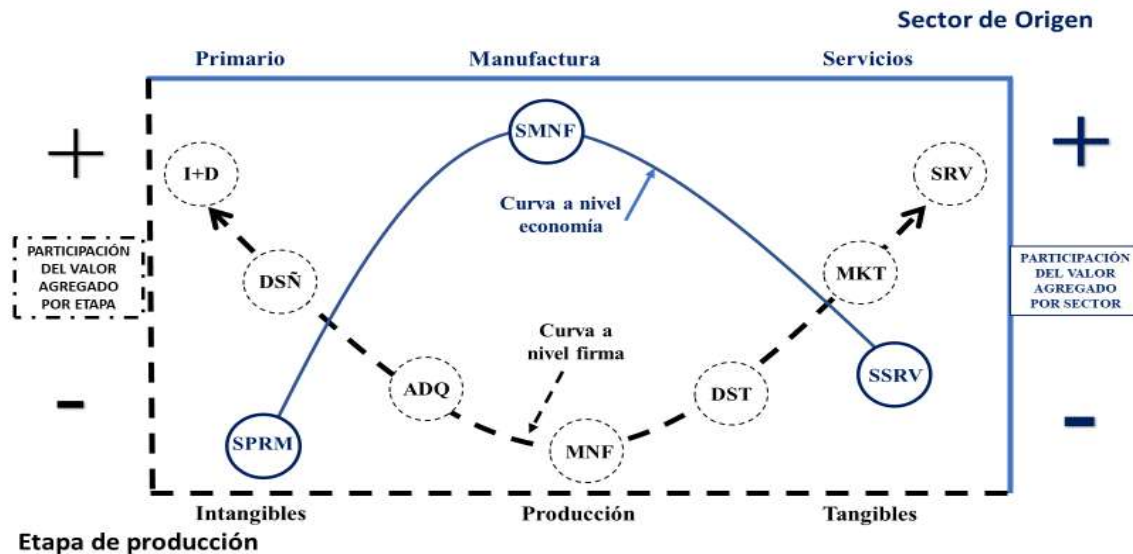 Sector de Origen
Primario
Manufactura
Servicios
+
+
SMNF
I+D
SRV
Curva a nivel
economía
PARTICIPACIÓN
DEL VALOR
AGREGADO
POR ETAPA
PARTICIPACIÓN
DEL VALOR
AGREGADO
POR SECTOR
DSÑ
MKT
Curva a
nivel firma
ADQ
DST
SSRV
-
-
SPRM
MNF
Intangibles
Producción
Tangibles
Etapa de producción